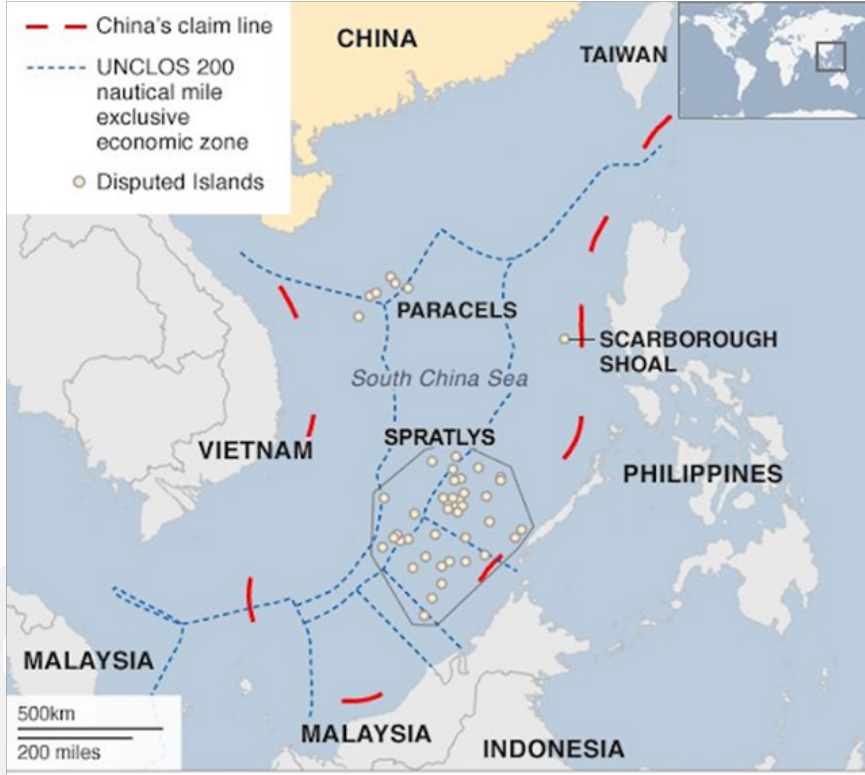 China's claim line
UNCLOS 200
nautical mile
exclusive
economic zone
Disputed Islands
CHINA
TAIWAN
PARACELS
SCARBOROUGH
SHOAL
South China Sea
SPRATLYS
VIETNAM
PHILIPPINES
MALAYSIA
500km
200 miles
MALAYSIA
INDONESIA